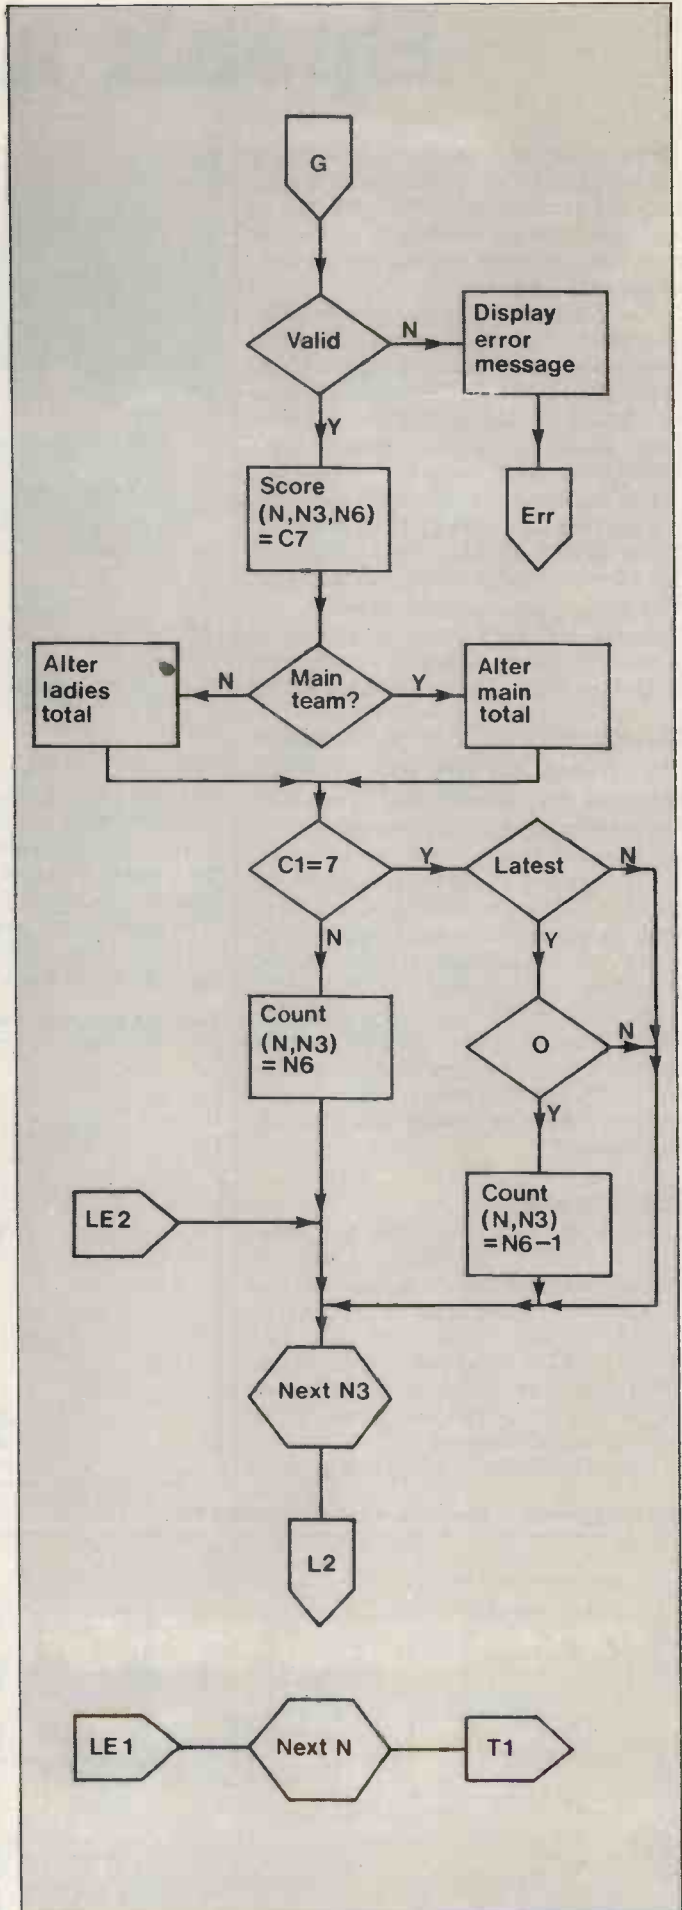 G
Valid
N
Display
error
message
Y
Score
(N,N3,N6)
= C7
Err
Alter
ladies
total
N
Main
team?
Y
Alter
main
total
C1=7
Y
Latest
N
N
Y
Count
(N,N3)
= N6
O
N
Y
LE2
Count
(N,N3)
=N6-1
Next N3
L2
LE1
Next N
T1